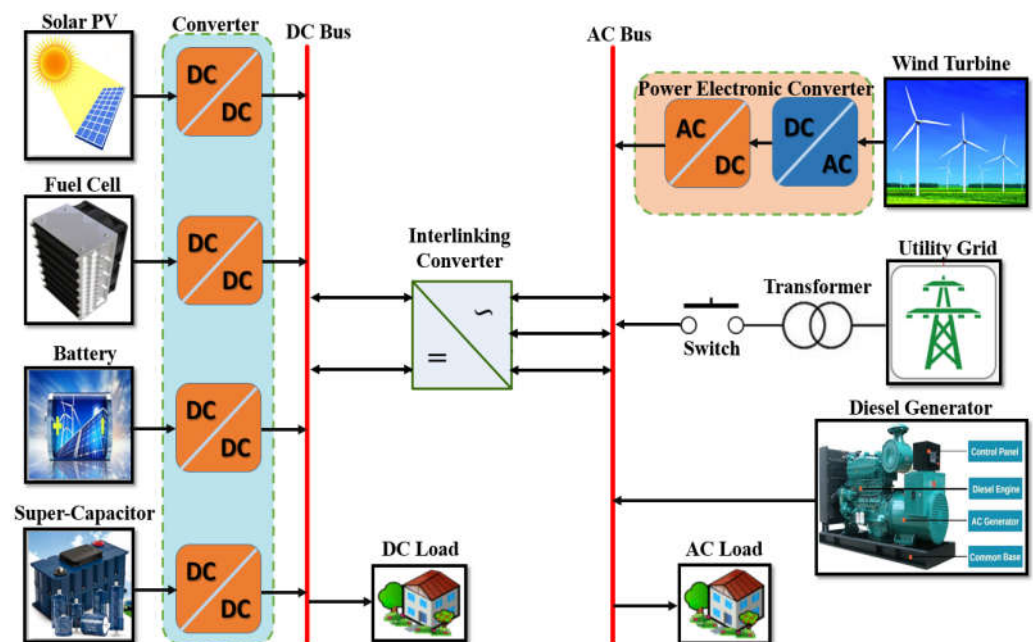 Solar PV
Converter
DC Bus
AC Bus
DC
DC
Power Electronic Converter
Wind Turbine
AC
DC
DC
AC
Fuel Cell
DC
DC
Interlinking
Converter
Utility Grid
Transformer
Switch
Battery
DC
DC
Diesel Generator
Control Panel
Diesel Engine
AC Generator
Common Base
Super-Capacitor
DC
DC
DC Load
AC Load